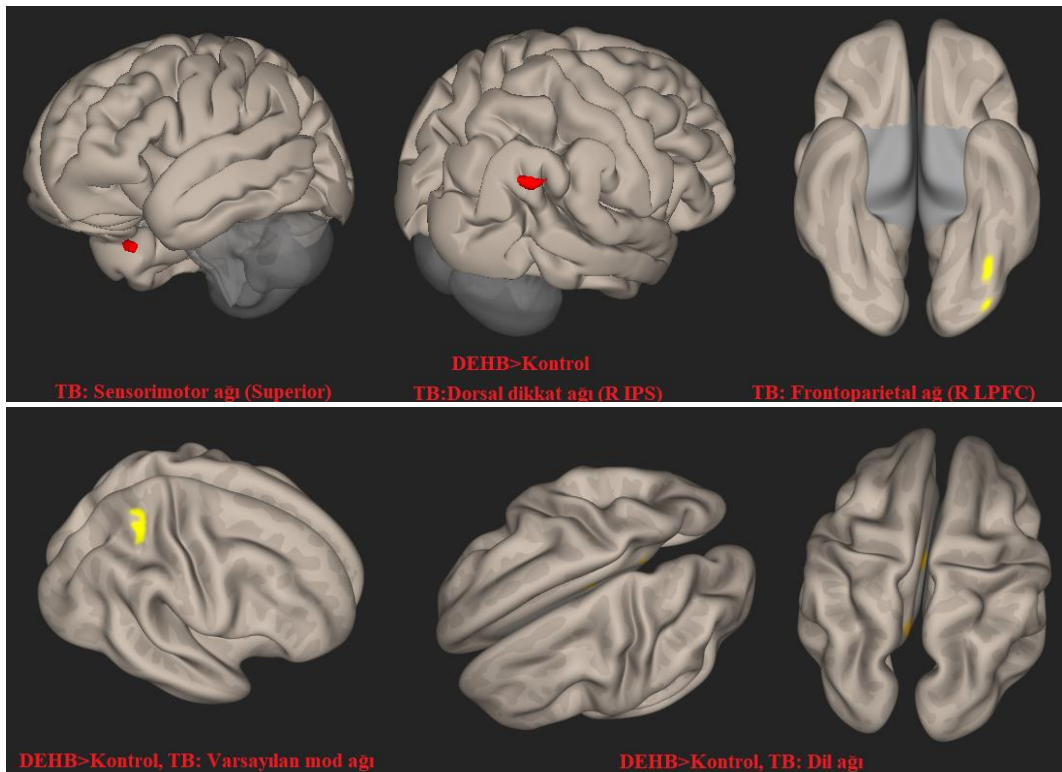 DEHB>Kontrol
TB: Sensorimotor ağı (Superior)
TB:Dorsal dikkat ağı (R IPS)
TB: Frontoparietal ağ (R LPFC)
DEHB>Kontrol, TB: Varsayılan mod ağı
DEHB>Kontrol, TB: Dil ağı